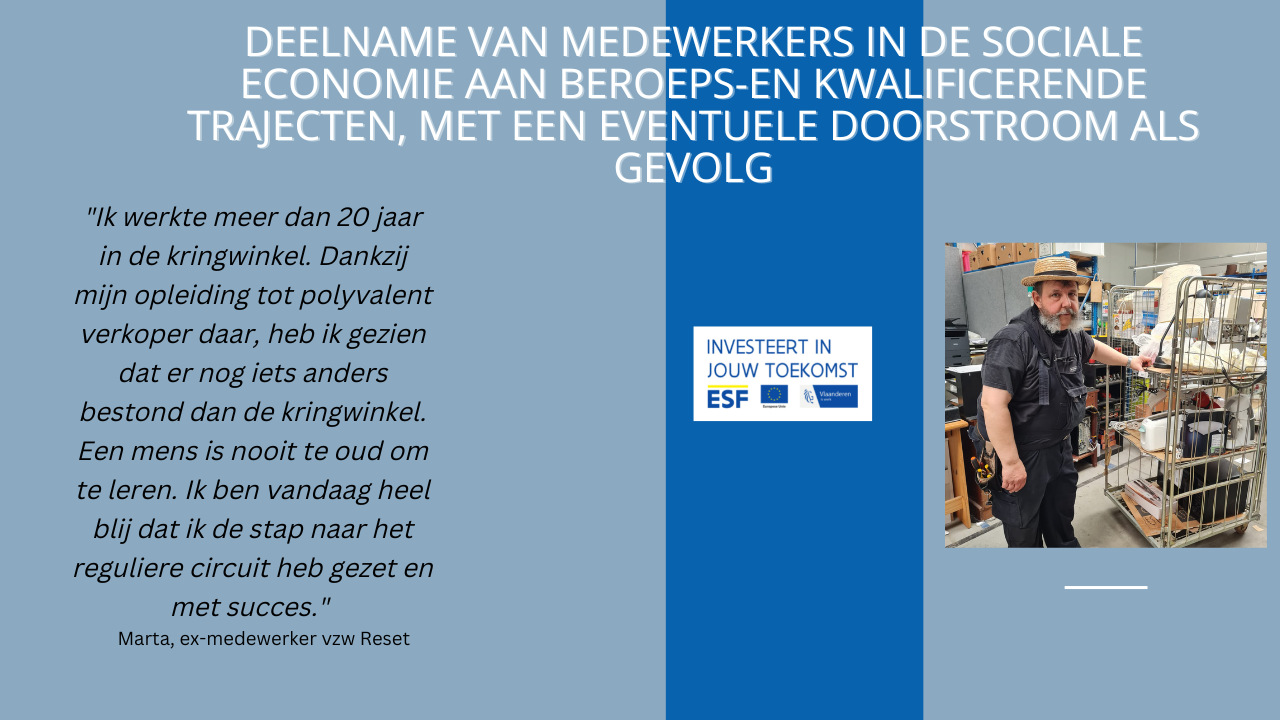 DEELNAME VAN MEDEWERKERS IN DE SOCIALE
ECONOMIE AAN BEROEPS-EN KWALIFICERENDE
TRAJECTEN, MET EEN EVENTUELE DOORSTROOM ALS
GEVOLG
"Ik werkte meer dan 20 jaar
in de kringwinkel. Dankzij
mijn opleiding tot polyvalent
verkoper daar, heb ik gezien
dat er nog iets anders
bestond dan de kringwinkel.
Een mens is nooit te oud om
te leren. Ik ben vandaag heel
blij dat ik de stap naar het
reguliere circuit heb gezet en
met succes."
Marta, ex-medewerker vzw Reset
INVESTEERT IN
JOUW TOEKOMST
ESF
Europese Unie
Vlaanderen
is werk